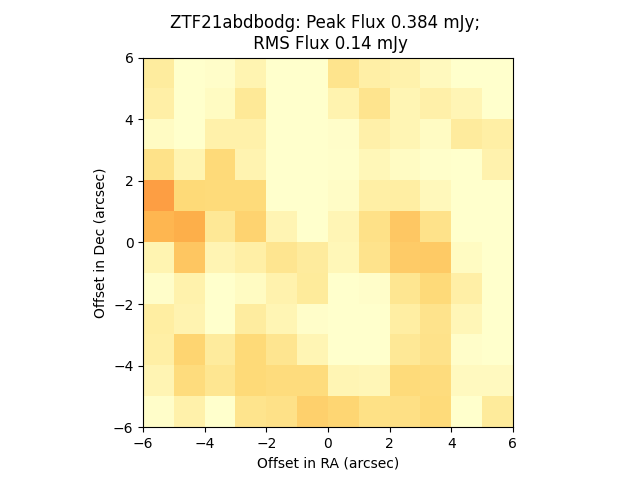 ZTF21abdbodg: Peak Flux 0.384 mJy;
RMS Flux 0.14 mJy
6
4
2
0
−2
−4
−6
Offset in Dec (arcsec)
−6 −4 −2 0 2 4 6
Offset in RA (arcsec)